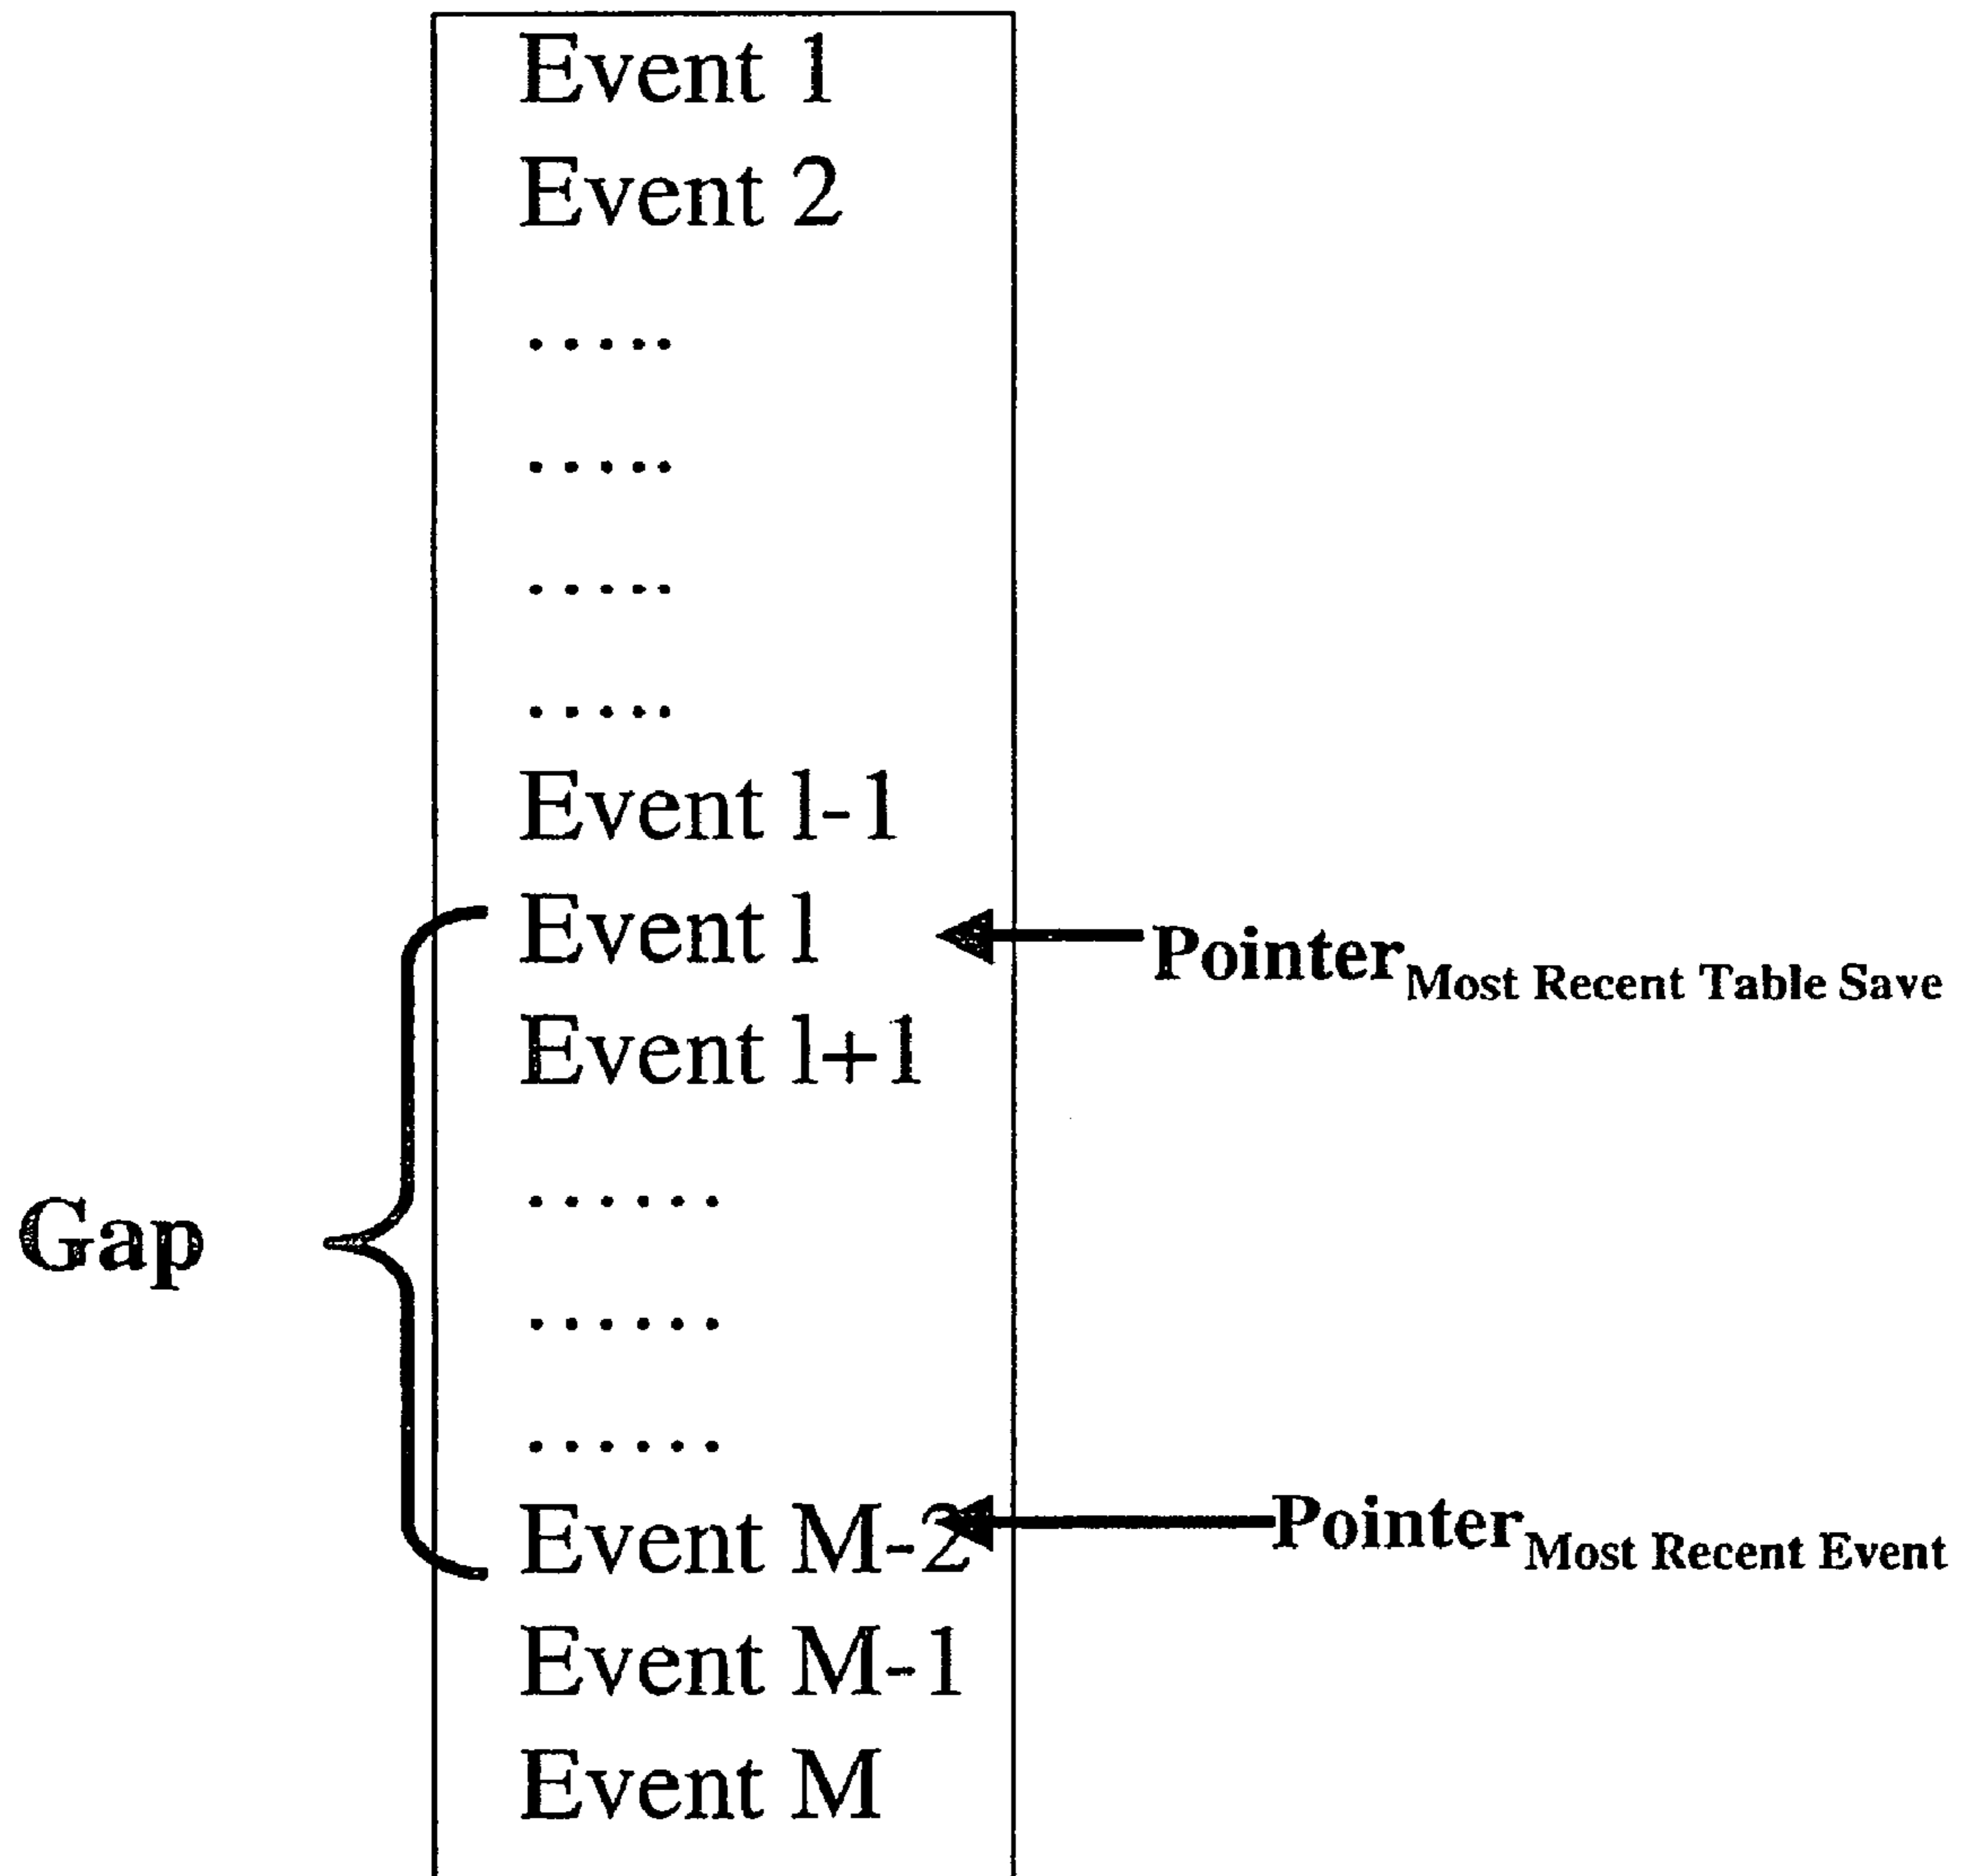 Event 1
Event 2
.....
.....
.....
.....
Event l-1
Event l
Pointer Most Recent Table Save
Event l+1
......
Gap
......
......
Event M-2
Pointer Most Recent Event
Event M-1
Event M